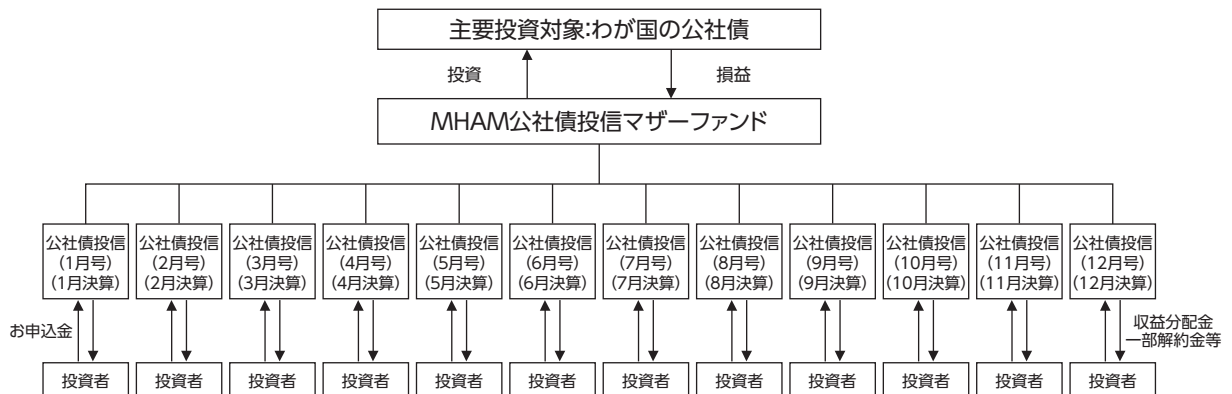 主要投資対象:わが国の公社債
投資
損益
MHAM公社債投信マザーファンド
公社債投信
(1月号)
(1月決算)
公社債投信
(2月号)
(2月決算)
公社債投信
(3月号)
(3月決算)
公社債投信
(4月号)
(4月決算)
公社債投信
(5月号)
(5月決算)
公社債投信
(6月号)
(6月決算)
公社債投信
(7月号)
(7月決算)
公社債投信
(8月号)
(8月決算)
公社債投信
(9月号)
(9月決算)
公社債投信
(10月号)
(10月決算)
公社債投信
(11月号)
(11月決算)
公社債投信
(12月号)
(12月決算)
お申込金
収益分配金
一部解約金等
投資者
投資者
投資者
投資者
投資者
投資者
投資者
投資者
投資者
投資者
投資者
投資者